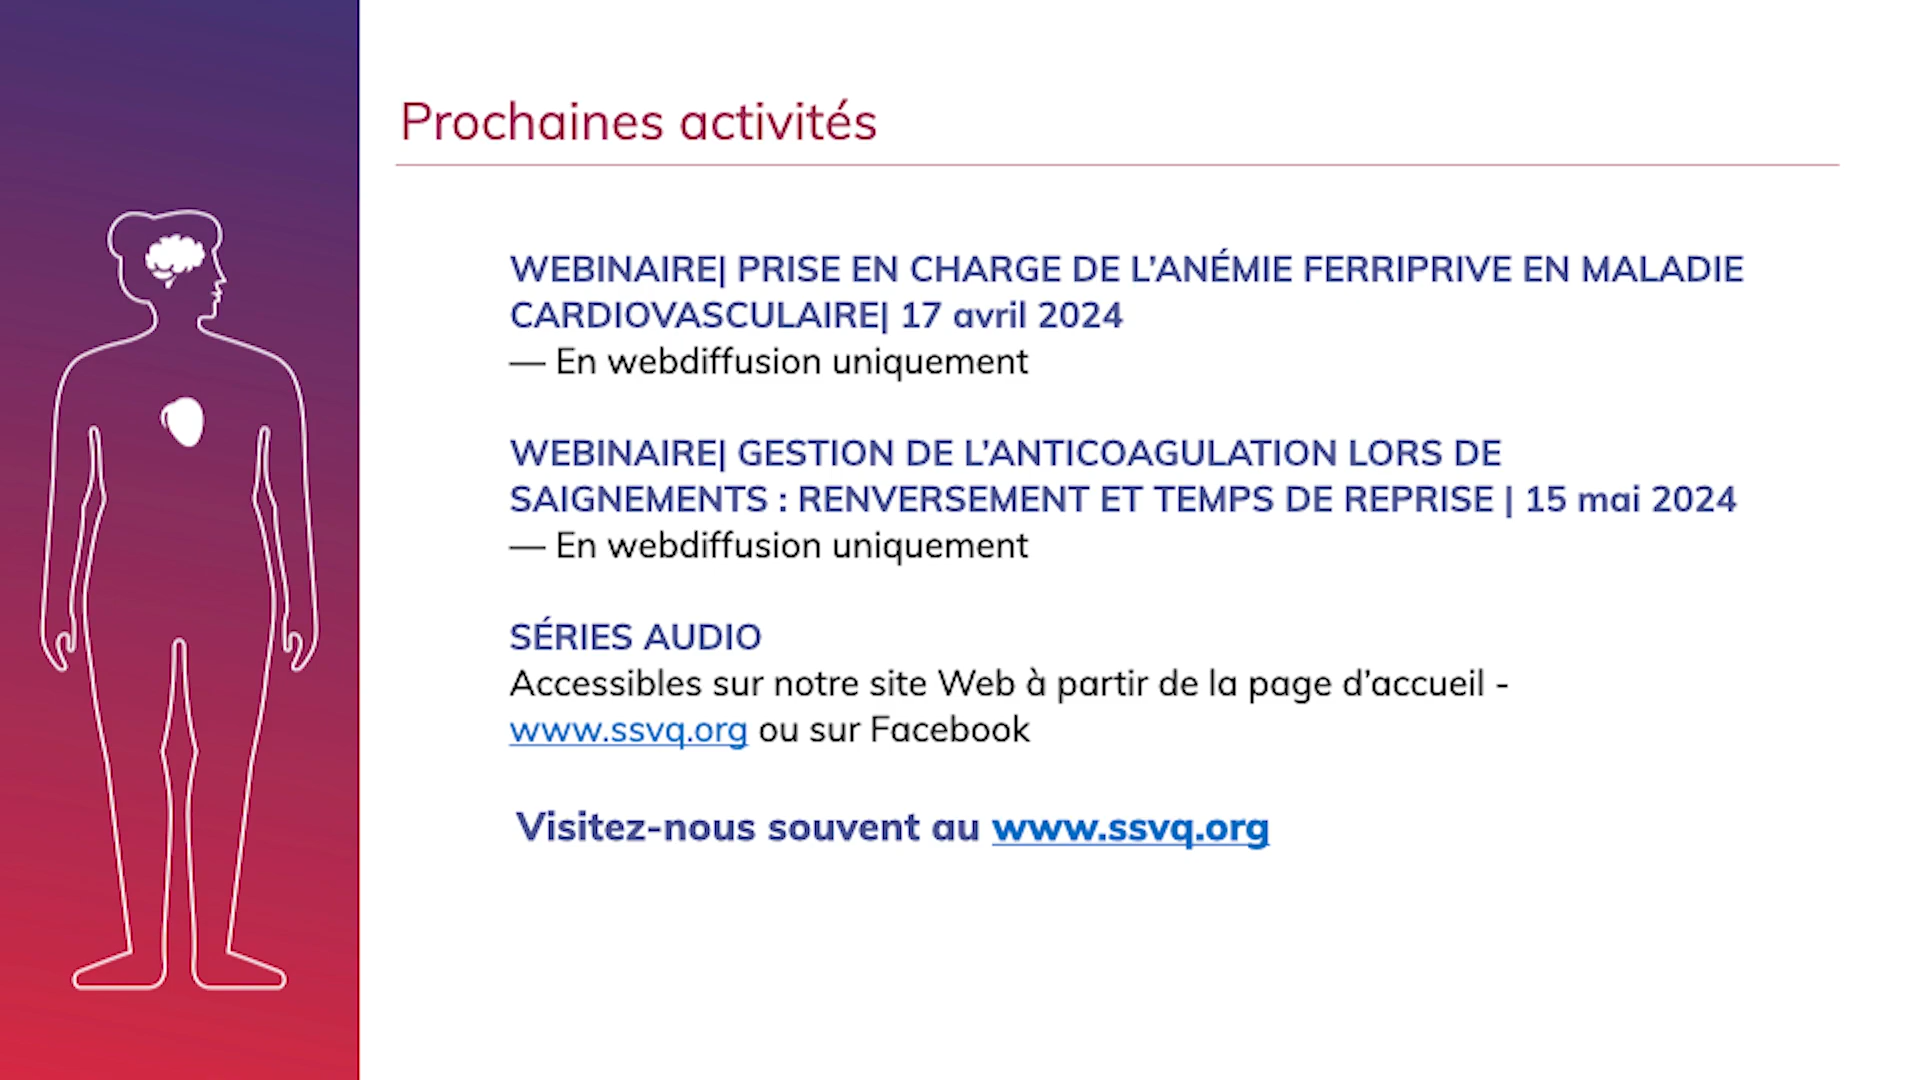 Prochaines activités
WEBINAIRE| PRISE EN CHARGE DE L’ANÉMIE FERRIPRIVE EN MALADIE
CARDIOVASCULAIRE| 17 avril 2024
— En webdiffusion uniquement
WEBINAIRE| GESTION DE L’ANTICOAGULATION LORS DE
SAIGNEMENTS : RENVERSEMENT ET TEMPS DE REPRISE | 15 mai 2024
— En webdiffusion uniquement
SÉRIES AUDIO
Accessibles sur notre site Web à partir de la page d’accueil -
www.ssvq.org ou sur Facebook
Visitez-nous souvent au www.ssvq.org